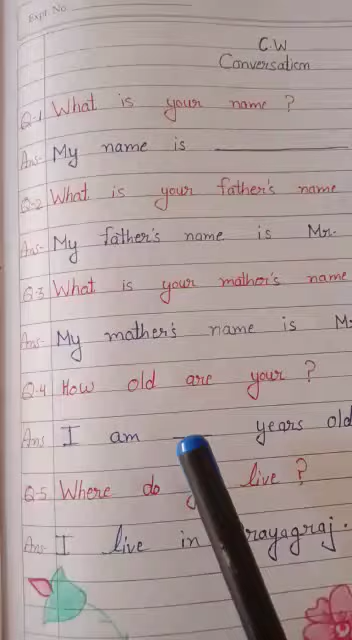 Expt. No.
C.W
Conversation
Q-1 What is your name ?
Ans- My name is
Q-2 What is your father's name
Ans- My father's name is Mr.
Q-3 What is your mother's name
Ans- My mother's name is
Q-4 How old are your ?
Ans I am years old
Q-5 Where do live ?
Ans- I live in rayagraj.